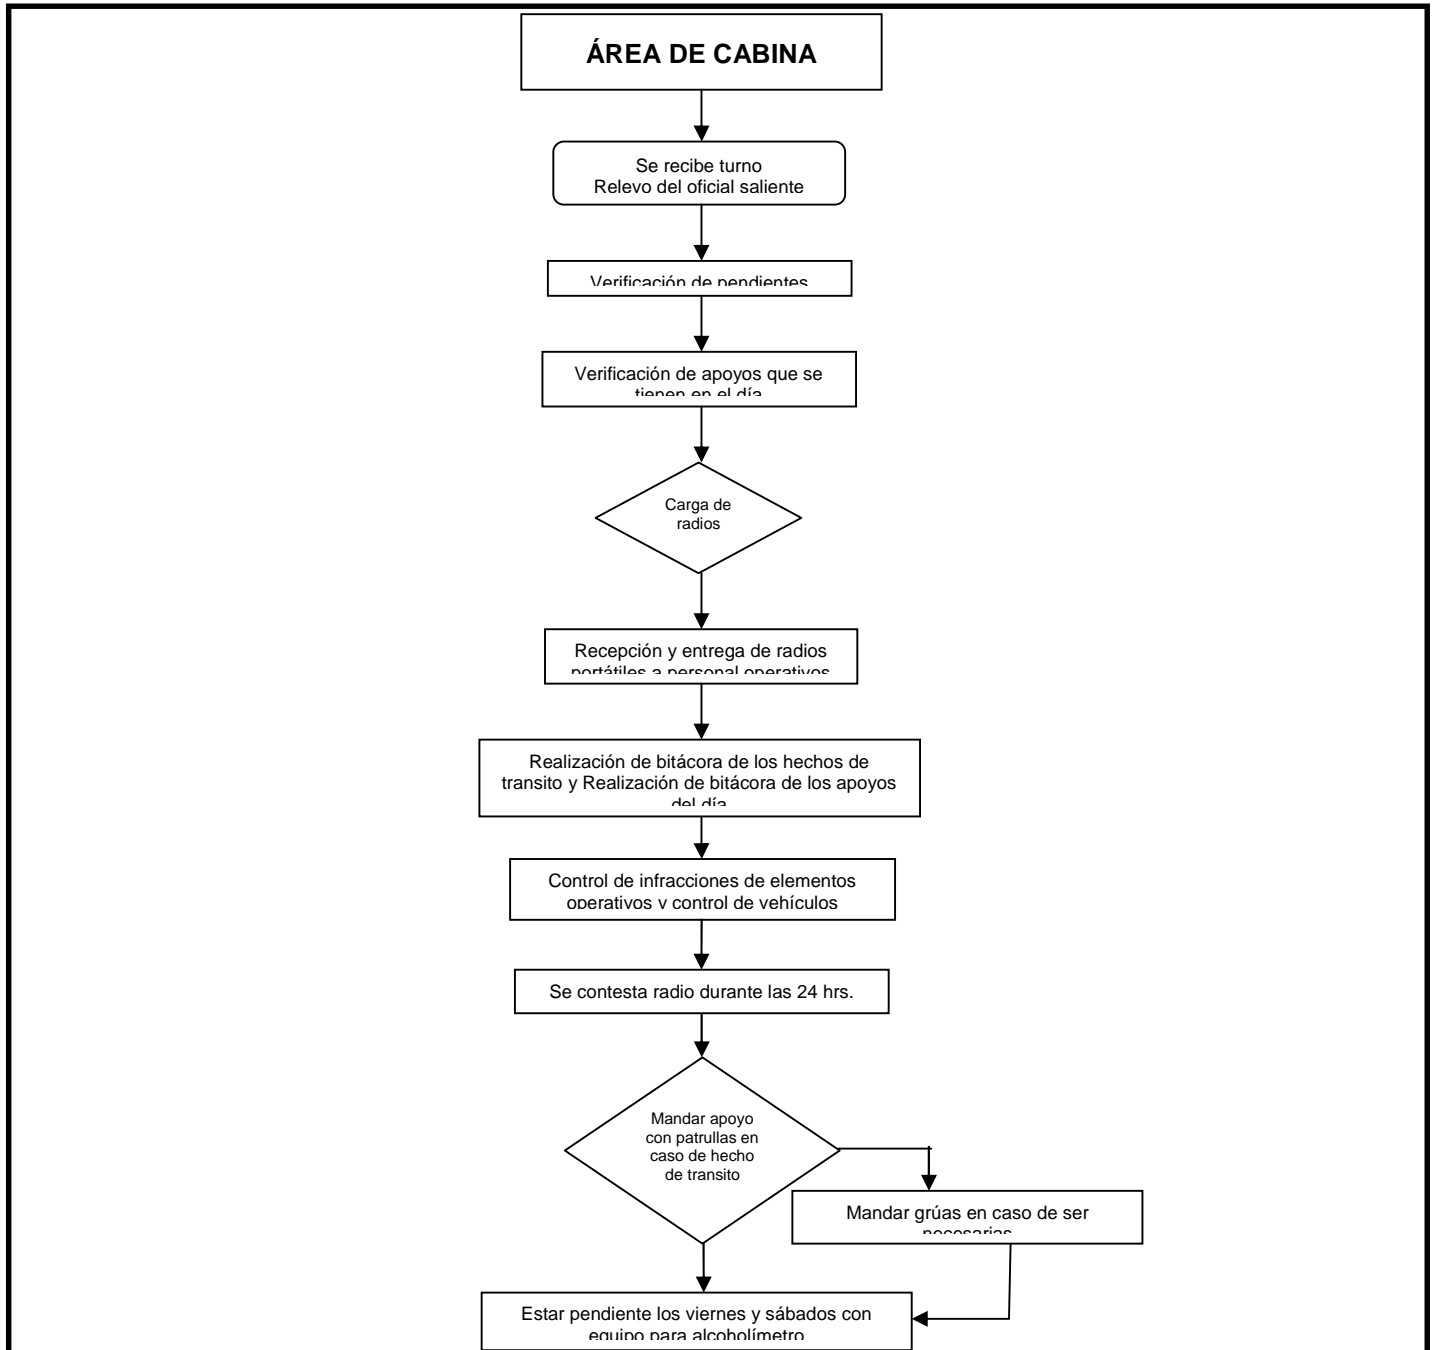 ÁREA DE CABINA
Se recibe turno
Relevo del oficial saliente
Verificación de pendientes
Verificación de apoyos que se
tienen en el día
Carga de
radios
Recepción y entrega de radios
portátiles a personal operativos
Realización de bitácora de los hechos de
transito y Realización de bitácora de los apoyos
del día
Control de infracciones de elementos
operativos y control de vehículos
Se contesta radio durante las 24 hrs.
Mandar apoyo
con patrullas en
caso de hecho
de transito
Mandar grúas en caso de ser
necesarias
Estar pendiente los viernes y sábados con
equipo para alcoholímetro